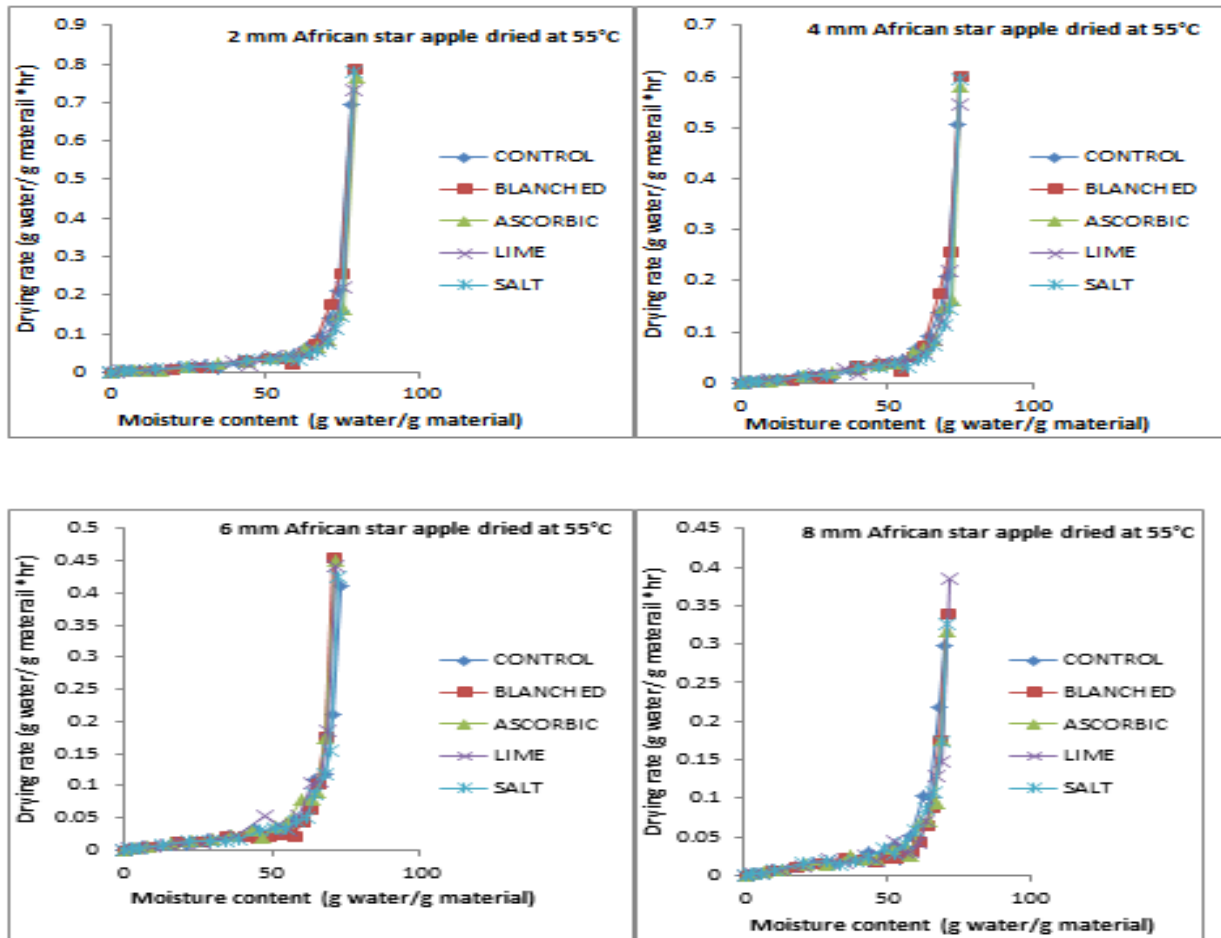 2 mm African star apple dried at 55°C
Drying rate (g water/ g materail *hr)
0.9
0.8
0.7
0.6
0.5
0.4
0.3
0.2
0.1
0
0
50
100
CONTROL
BLANCHED
ASCORBIC
LIME
SALT
Moisture content (g water/g material)
4 mm African star apple dried at 55°C
Drying rate (g water/ g materail *hr)
0.7
0.6
0.5
0.4
0.3
0.2
0.1
0
0
50
100
CONTROL
BLANCHED
ASCORBIC
LIME
SALT
Moisture content (g water/g material)
6 mm African star apple dried at 55°C
Drying rate (g water/ g materail *hr)
0.5
0.45
0.4
0.35
0.3
0.25
0.2
0.15
0.1
0.05
0
0
50
100
CONTROL
BLANCHED
ASCORBIC
LIME
SALT
Moisture content (g water/g material)
8 mm African star apple dried at 55°C
Drying rate (g water/ g materail *hr)
0.45
0.4
0.35
0.3
0.25
0.2
0.15
0.1
0.05
0
0
50
100
CONTROL
BLANCHED
ASCORBIC
LIME
SALT
Moisture content (g water/g material)